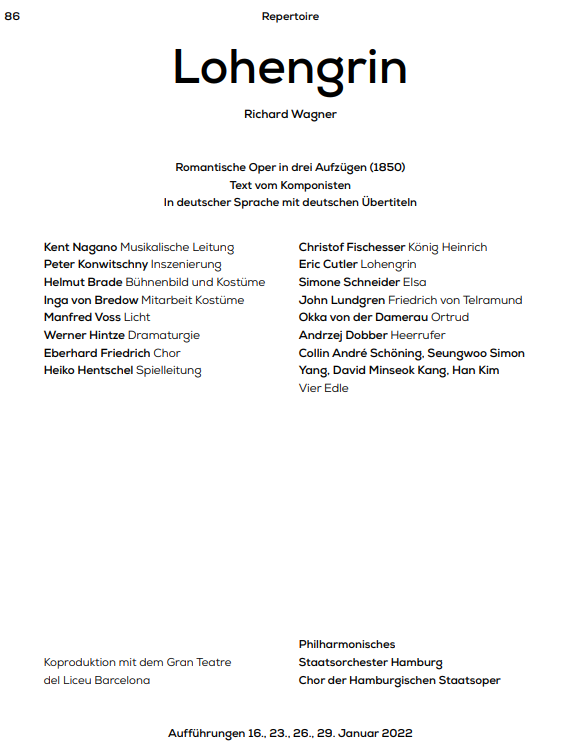 86
Repertoire
Lohengrin
Richard Wagner
Romantische Oper in drei Aufzügen (1850)
Text vom Komponisten
In deutscher Sprache mit deutschen Übertiteln
Kent Nagano Musikalische Leitung
Peter Konwitschny Inszenierung
Helmut Brade Bühnenbild und Kostüme
Inga von Bredow Mitarbeit Kostüme
Manfred Voss Licht
Werner Hintze Dramaturgie
Eberhard Friedrich Chor
Heiko Hentschel Spielleitung
Christof Fischesser König Heinrich
Eric Cutler Lohengrin
Simone Schneider Elsa
John Lundgren Friedrich von Telramund
Okka von der Damerau Ortrud
Andrzej Dobber Heerrufer
Collin André Schöning, Seungwoo Simon
Yang, David Minseok Kang, Han Kim
Vier Edle
Koproduktion mit dem Gran Teatre
del Liceu Barcelona
Philharmonisches
Staatsorchester Hamburg
Chor der Hamburgischen Staatsoper
Aufführungen 16., 23., 26., 29. Januar 2022